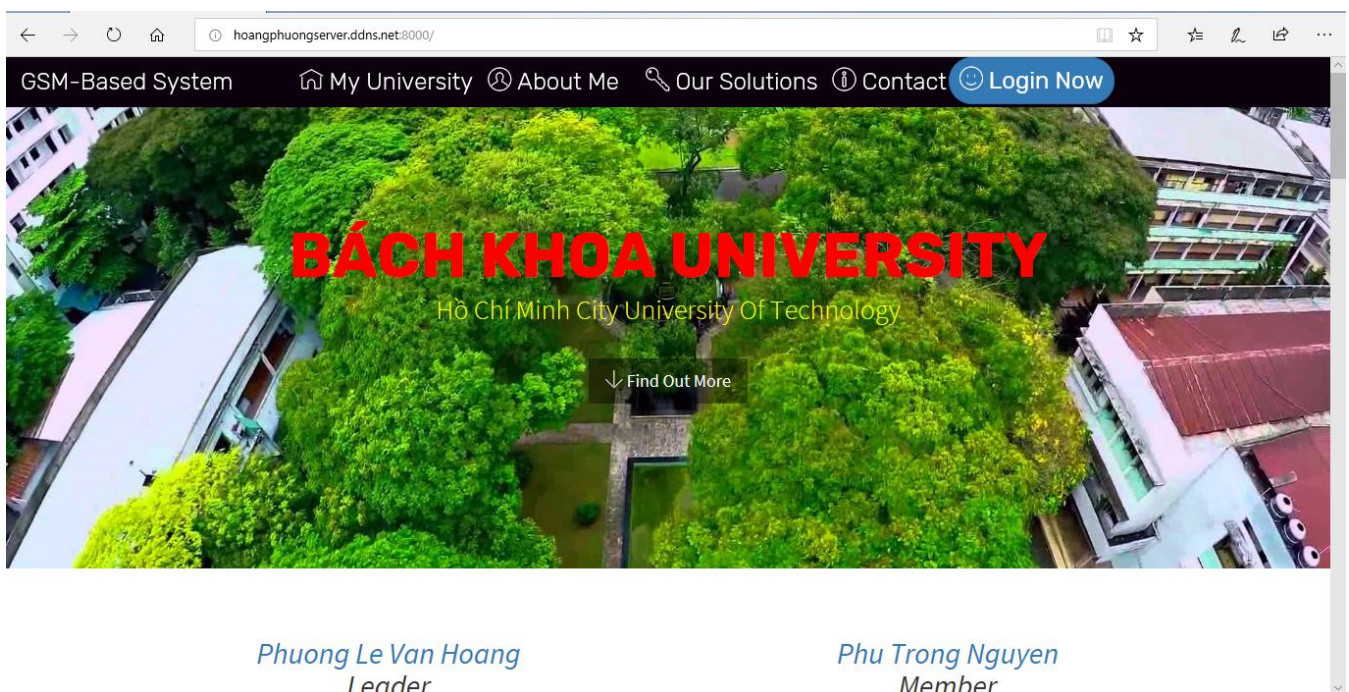 hoangphuongserver.ddns.net:8000/
GSM-Based System My University About Me Our Solutions Contact Login Now
BÁCH KHOA UNIVERSITY
Hồ Chí Minh City University Of Technology
Find Out More
Phuong Le Van Hoang
Leader
Phu Trong Nguyen
Member